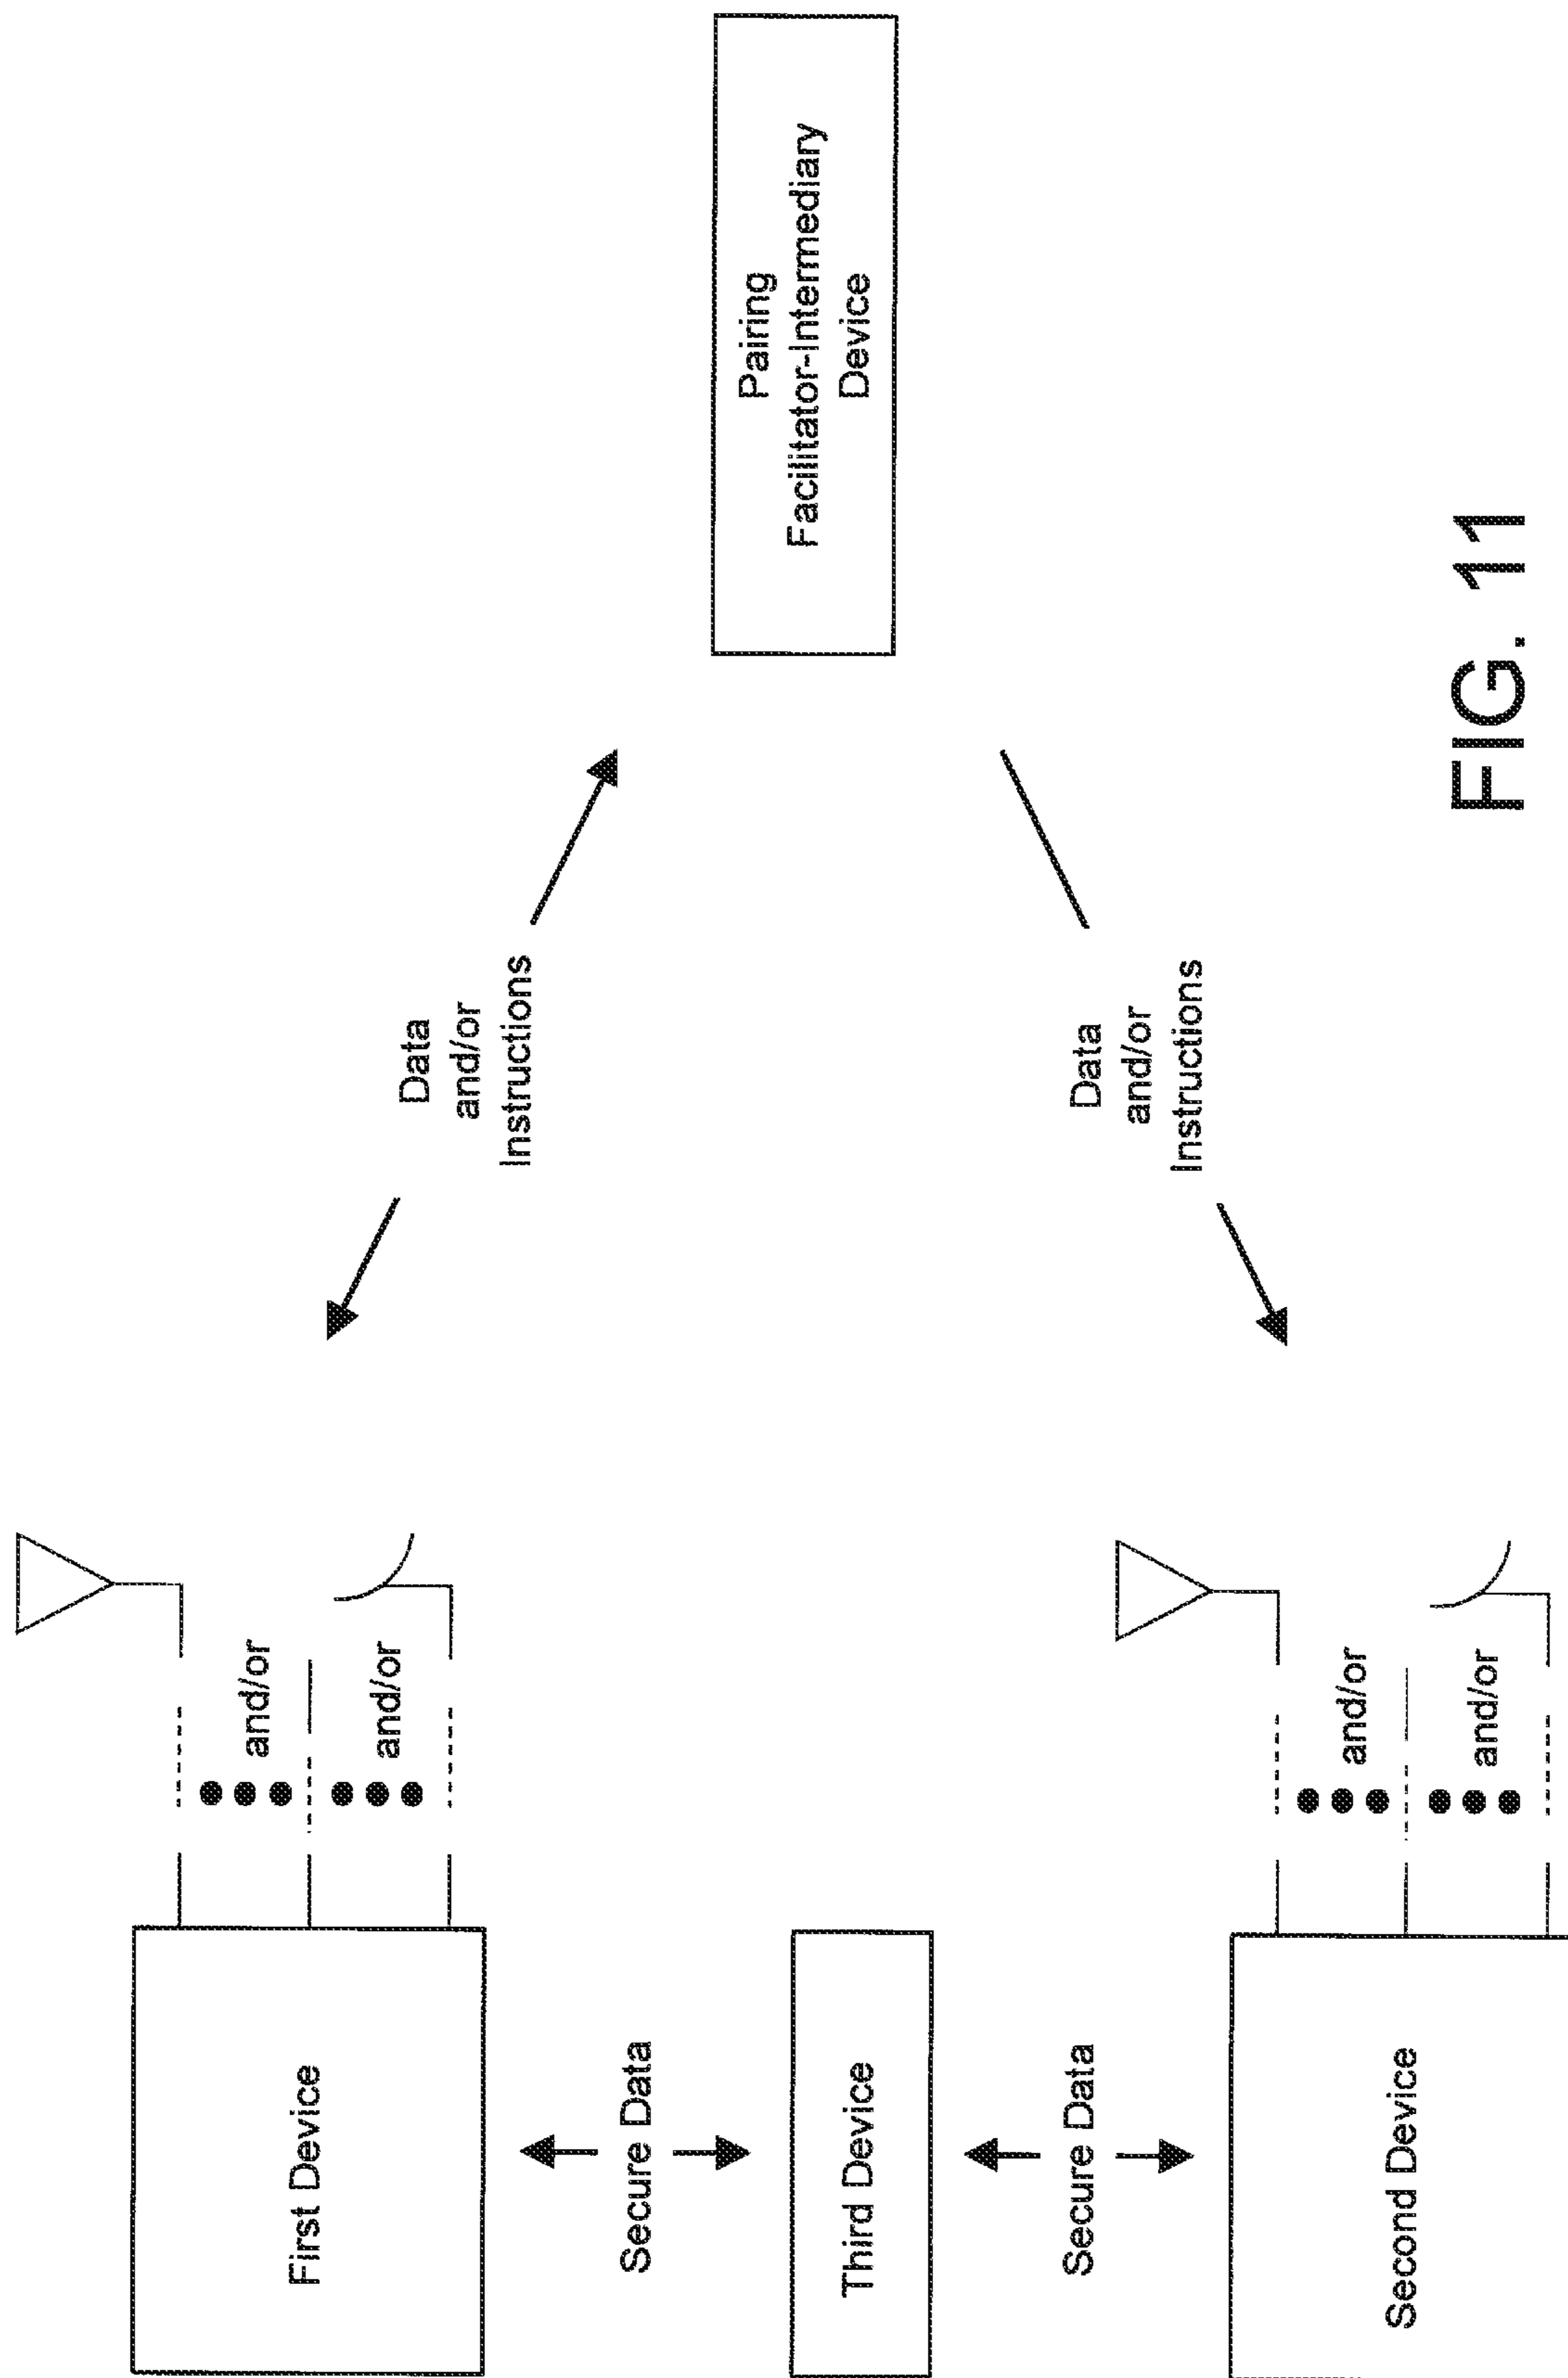 First Device
and/or
and/or
Secure Data
Third Device
Secure Data
Second Device
and/or
and/or
Data
and/or
Instructions
Data
and/or
Instructions
Pairing
Facilitator-Intermediary
Device
FIG. 11